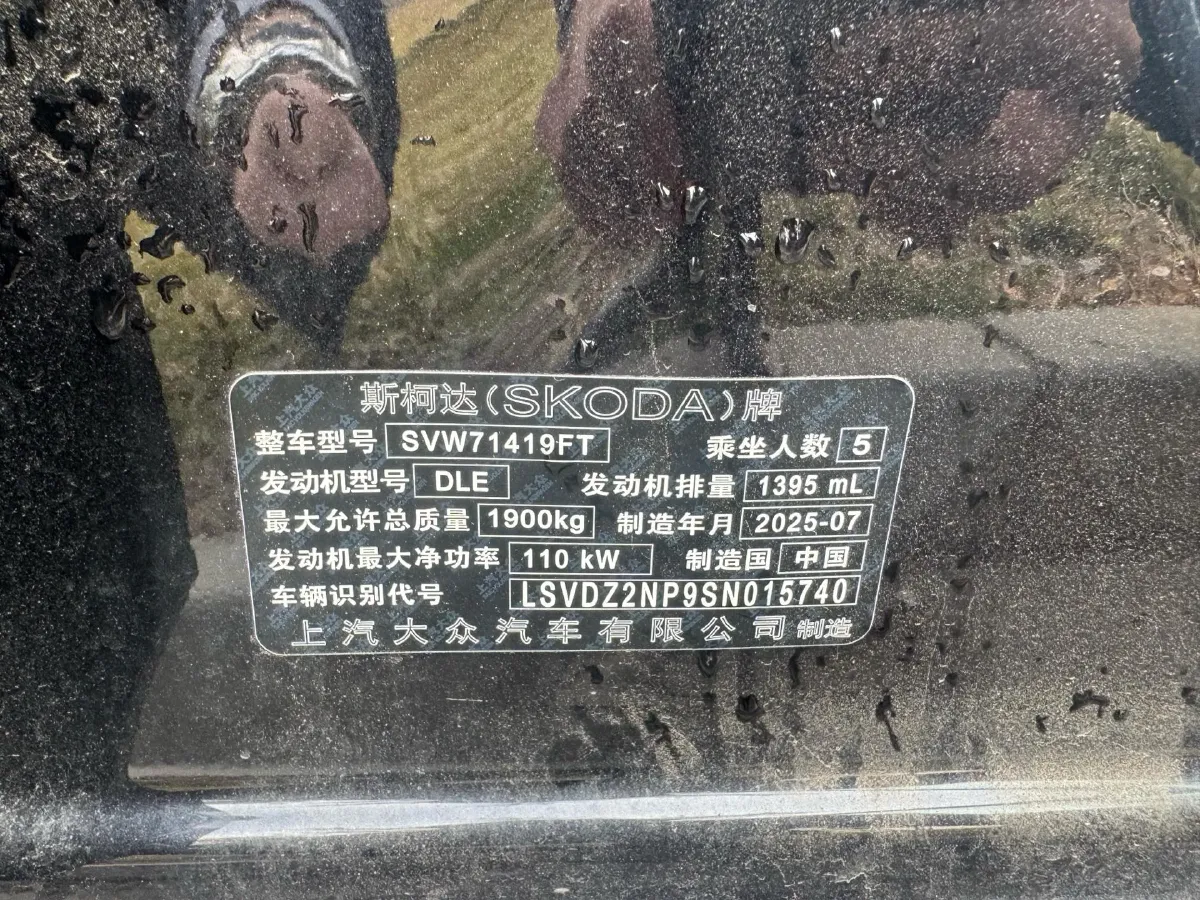 斯柯达(SKODA)牌
整车型号 SVW71419FT 乘坐人数 5
发动机型号 DLE 发动机排量 1395 mL
最大允许总质量 1900kg 制造年月 2025-07
发动机最大净功率 110 kW 制造国 中国
车辆识别代号 LSVDZ2NP9SN015740
上汽大众汽车有限公司 制造